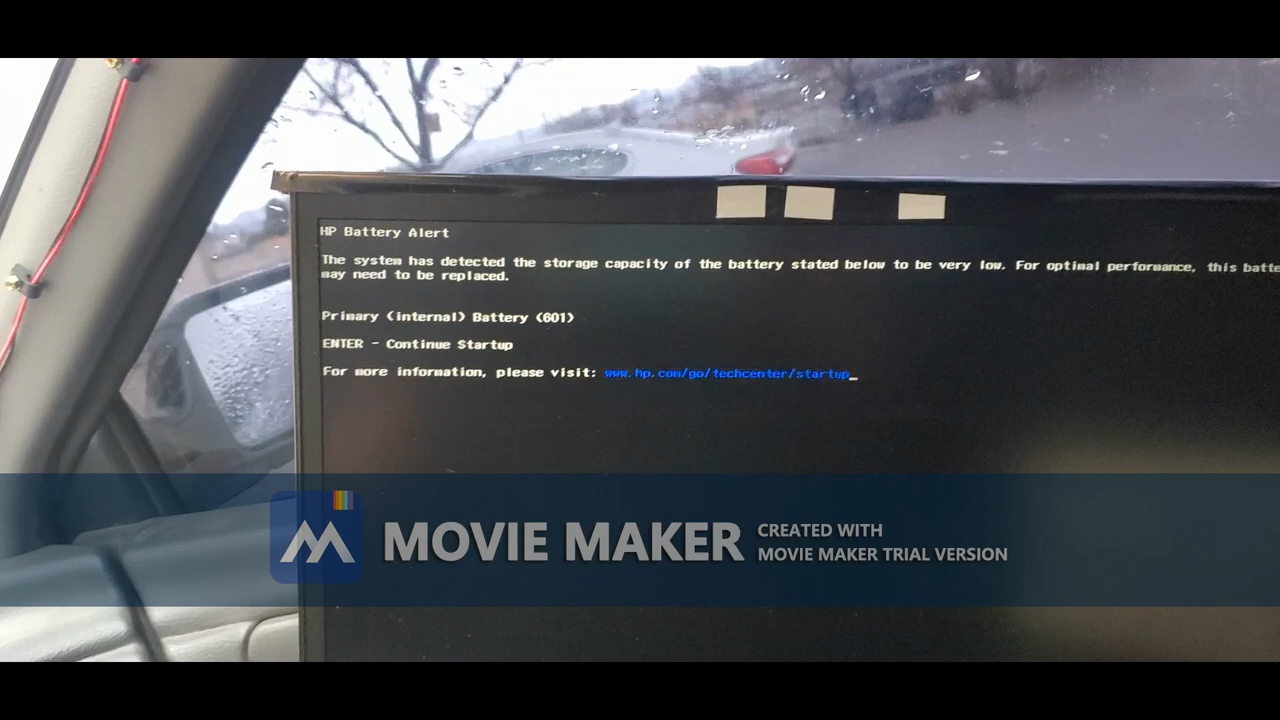 HP Battery Alert
The system has detected the storage capacity of the battery stated below to be very low. For optimal performance, this batte
may need to be replaced.
Primary (internal) Battery (601)
ENTER - Continue Startup
For more information, please visit: www.hp.com/go/techcenter/startup
MOVIE MAKER
CREATED WITH
MOVIE MAKER TRIAL VERSION